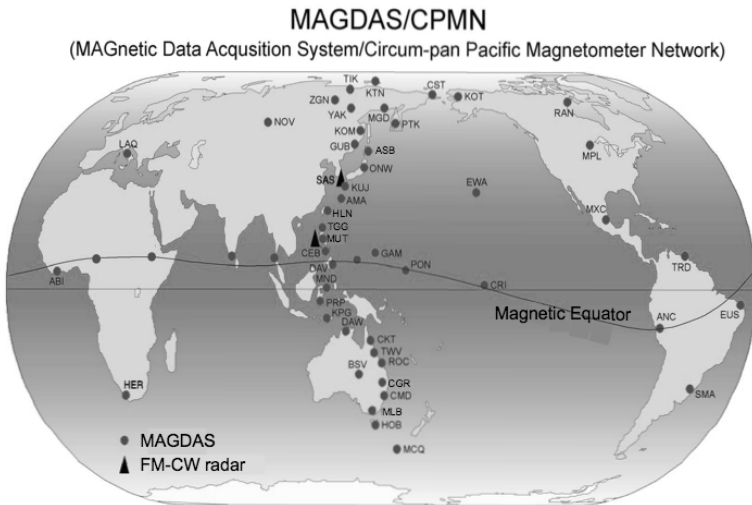 MAGDAS/CPMN
(MAGnetic Data Acqusition System/Circum-pan Pacific Magnetometer Network)
TIK
KTN
CST
KOT
ZGN
YAK
MGD
PTK
RAN
NOV
KOM
GUB
ASB
MPL
LAQ
ONW
SAS
KUJ
EWA
AMA
HLN
MXC
TGG
MUT
CEB
GAM
TRD
DAV
PON
ABI
MND
CRI
PRP
KPG
Magnetic Equator
EUS
DAW
ANC
CKT
TWV
ROC
BSV
CGR
HER
CMD
SMA
MLB
HOB
MAGDAS
MCQ
FM-CW radar